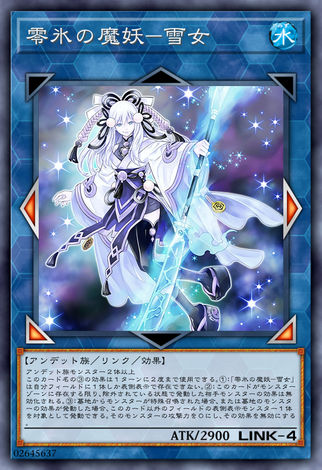 零氷の魔妖−雪女
水
【アンデット族／リンク／効果】
アンデット族モンスター２体以上
このカード名の③の効果は１ターンに２度まで使用できる。①：「零氷の魔妖−雪女」
は自分フィールドに１体しか表側表示で存在できない。②：このカードがモンスター
ゾーンに存在する限り、除外されている状態で発動した相手モンスターの効果は無
効化される。③：墓地からモンスターが特殊召喚された場合、または墓地のモンスタ
ーの効果が発動した場合、このカード以外のフィールドの表側表示モンスター１体
を対象として発動できる。そのモンスターの攻撃力を０にし、その効果を無効にする
ATK/2900 LINK-4
02645637